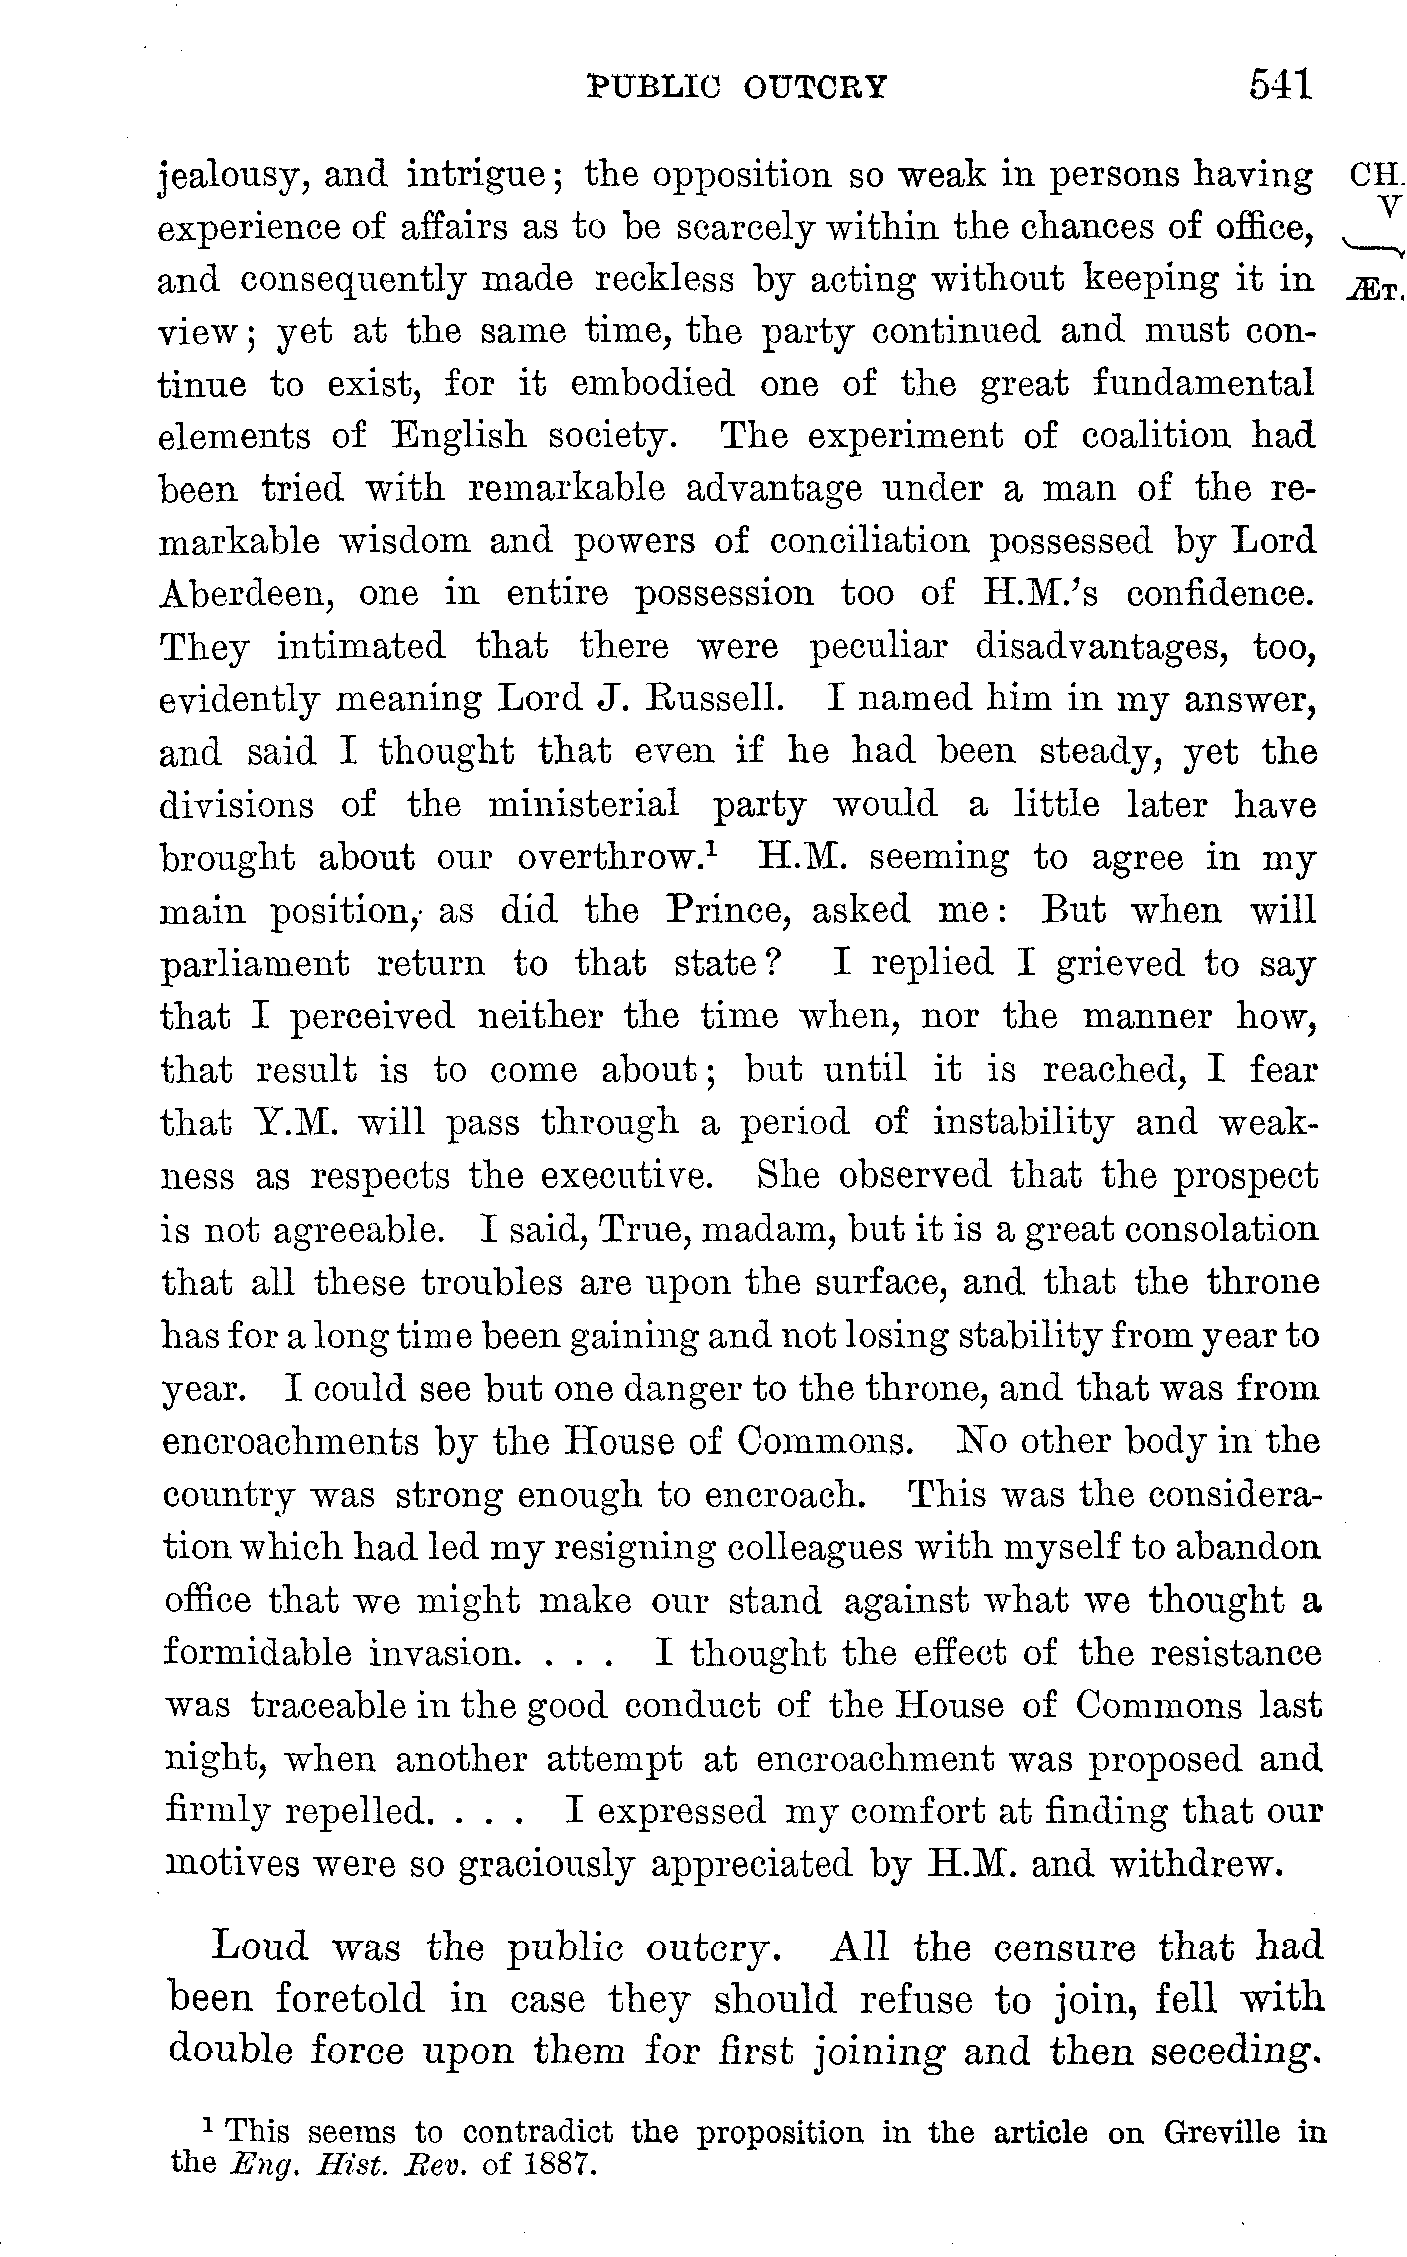 PUBLIC OUTCRY 541
jealousy, and intrigue; the opposition so weak in persons having CH.
experience of affairs as to be scarcely within the chances of office, V
and consequently made reckless by acting without keeping it in ÆT.
view; yet at the same time, the party continued and must con-
tinue to exist, for it embodied one of the great fundamental
elements of English society. The experiment of coalition had
been tried with remarkable advantage under a man of the re-
markable wisdom and powers of conciliation possessed by Lord
Aberdeen, one in entire possession too of H.M.'s confidence.
They intimated that there were peculiar disadvantages, too,
evidently meaning Lord J. Russell. I named him in my answer,
and said I thought that even if he had been steady, yet the
divisions of the ministerial party would a little later have
brought about our overthrow.¹ H.M. seeming to agree in my
main position, as did the Prince, asked me: But when will
parliament return to that state? I replied I grieved to say
that I perceived neither the time when, nor the manner how,
that result is to come about; but until it is reached, I fear
that Y.M. will pass through a period of instability and weak-
ness as respects the executive. She observed that the prospect
is not agreeable. I said, True, madam, but it is a great consolation
that all these troubles are upon the surface, and that the throne
has for a long time been gaining and not losing stability from year to
year. I could see but one danger to the throne, and that was from
encroachments by the House of Commons. No other body in the
country was strong enough to encroach. This was the considera-
tion which had led my resigning colleagues with myself to abandon
office that we might make our stand against what we thought a
formidable invasion. . . . I thought the effect of the resistance
was traceable in the good conduct of the House of Commons last
night, when another attempt at encroachment was proposed and
firmly repelled. . . . I expressed my comfort at finding that our
motives were so graciously appreciated by H.M. and withdrew.
Loud was the public outcry. All the censure that had
been foretold in case they should refuse to join, fell with
double force upon them for first joining and then seceding.
¹ This seems to contradict the proposition in the article on Greville in
the Eng. Hist. Rev. of 1887.